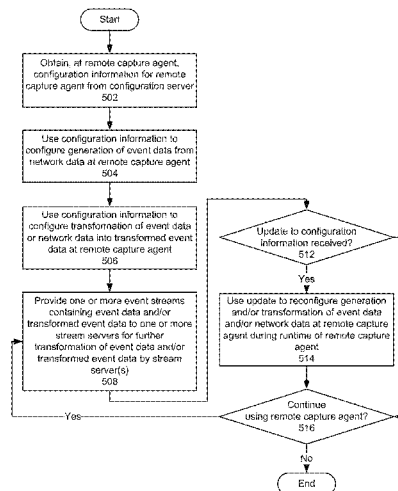 Start
Obtain, at remote capture agent,
configuration information for remote
capture agent from configuration server
502
Use configuration information to
configure generation of event data from
network data at remote capture agent
504
Use configuration information to
configure transformation of event data
or network data into transformed event
data at remote capture agent
506
Provide one or more event streams
containing event data and/or
transformed event data to one or more
stream servers for further
transformation of event data and/or
transformed event data by stream
server(s)
508
Update to configuration
information received?
512
Yes
Use update to reconfigure generation
and/or transformation of event data
and/or network data at remote capture
agent during runtime of remote capture
agent
514
Continue
using remote capture agent?
516
Yes
No
End